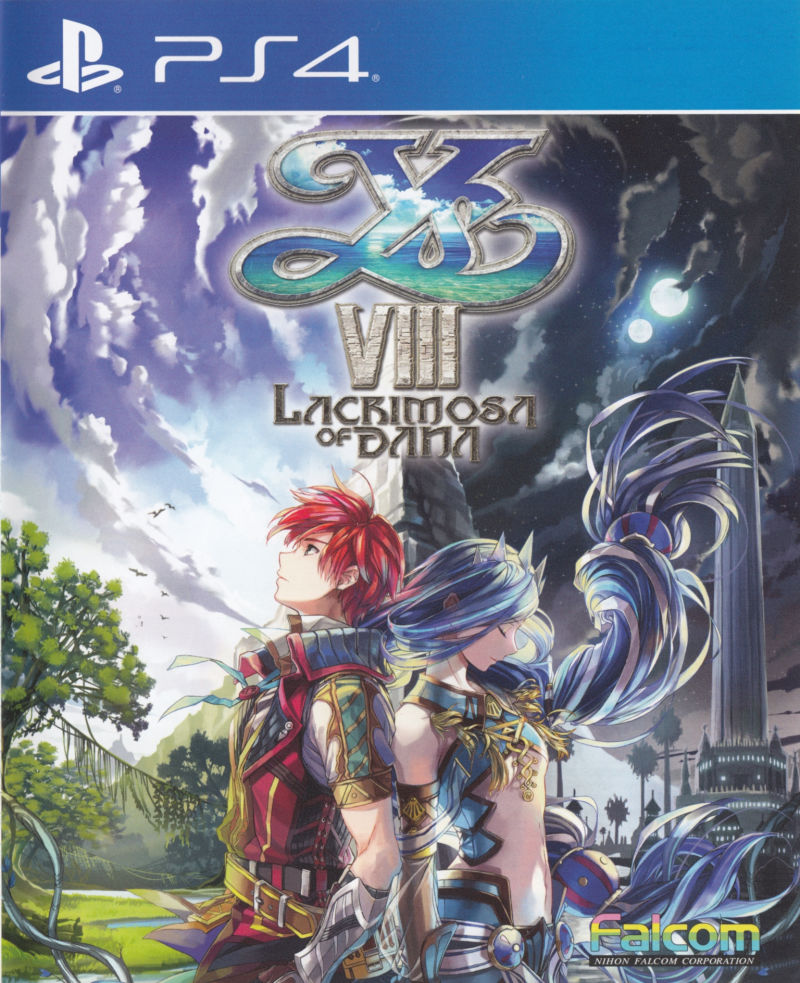 PS4
Ys
VIII
LACRIMOSA
OF DANA
Falcom
NIHON FALCOM CORPORATION